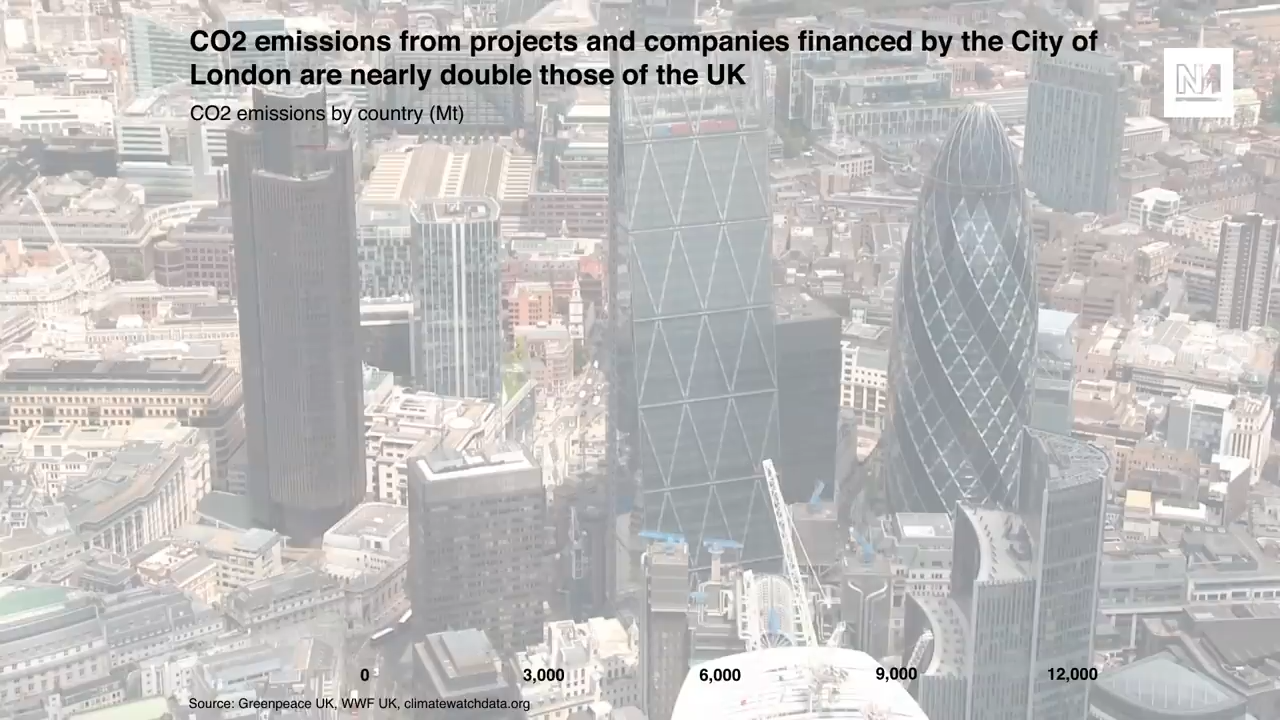 CO2 emissions from projects and companies financed by the City of
London are nearly double those of the UK
CO2 emissions by country (Mt)
0 3,000 6,000 9,000 12,000
Source: Greenpeace UK, WWF UK, climatewatchdata.org